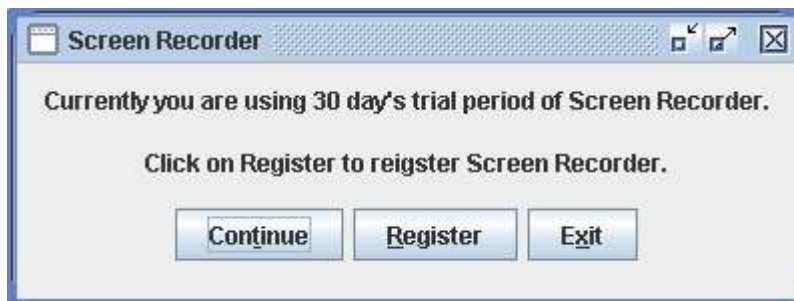 Screen Recorder
Currently you are using 30 day's trial period of Screen Recorder.
Click on Register to reigster Screen Recorder.
Continue Register Exit